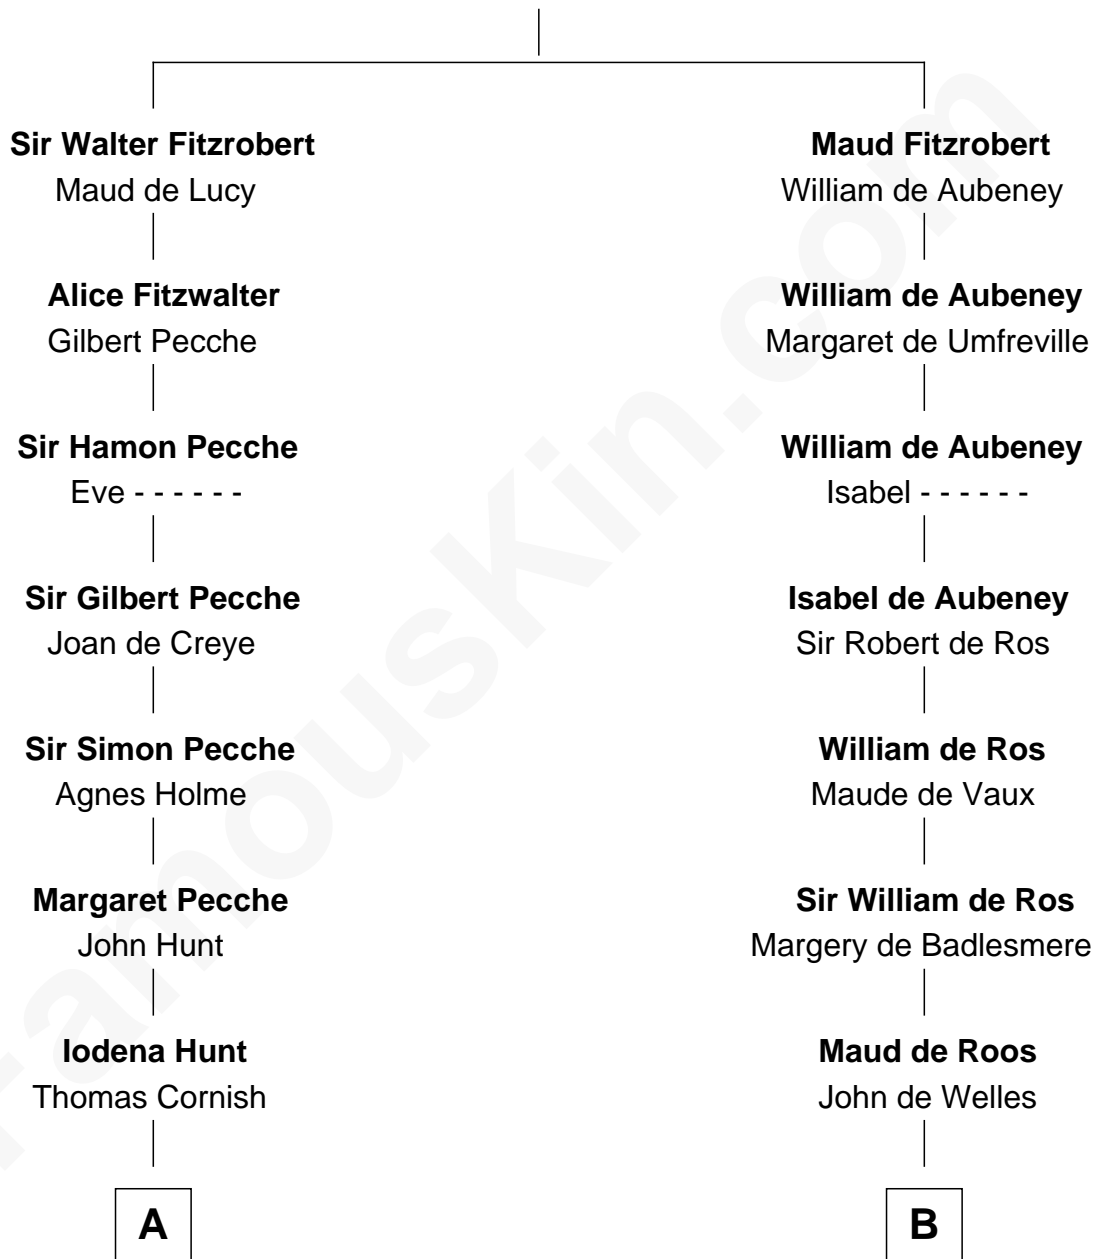 Sir Walter Fitzrobert
Maud de Lucy
Maud Fitzrobert
William de Aubeney
Alice Fitzwalter
Gilbert Pecche
William de Aubeney
Margaret de Umfreville
Sir Hamon Pecche
Eve - - - - - -
William de Aubeney
Isabel - - - - - -
Sir Gilbert Pecche
Joan de Creye
Isabel de Aubeney
Sir Robert de Ros
Sir Simon Pecche
Agnes Holme
William de Ros
Maude de Vaux
Margaret Pecche
John Hunt
Sir William de Ros
Margery de Badlesmere
Iodena Hunt
Thomas Cornish
Maud de Roos
John de Welles
A
B
FamousKin.com